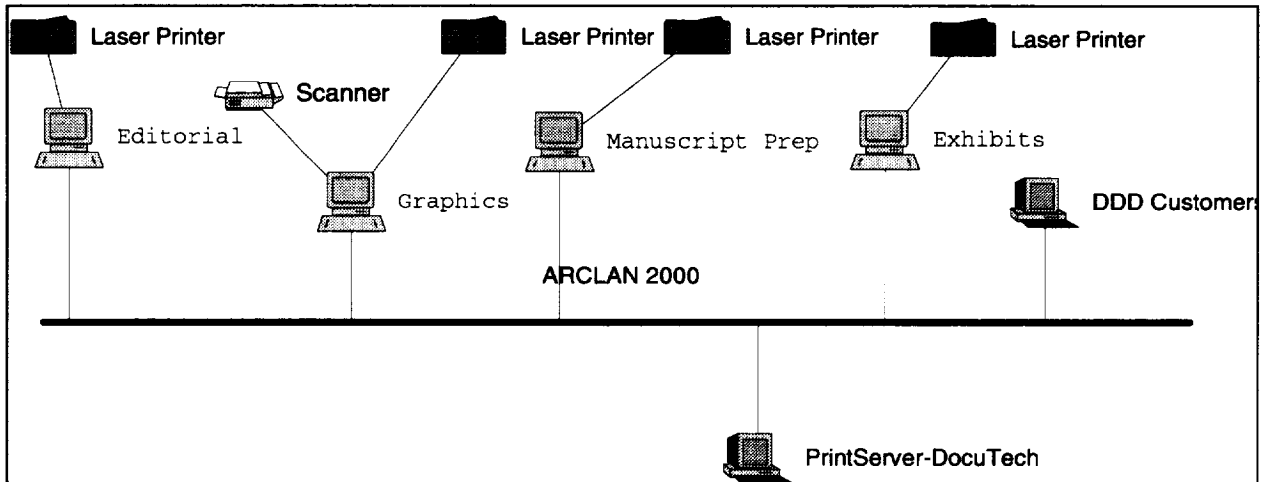 Laser Printer
Laser Printer
Laser Printer
Laser Printer
Scanner
Editorial
Manuscript Prep
Exhibits
Graphics
DDD Customers
ARCLAN 2000
PrintServer-DocuTech